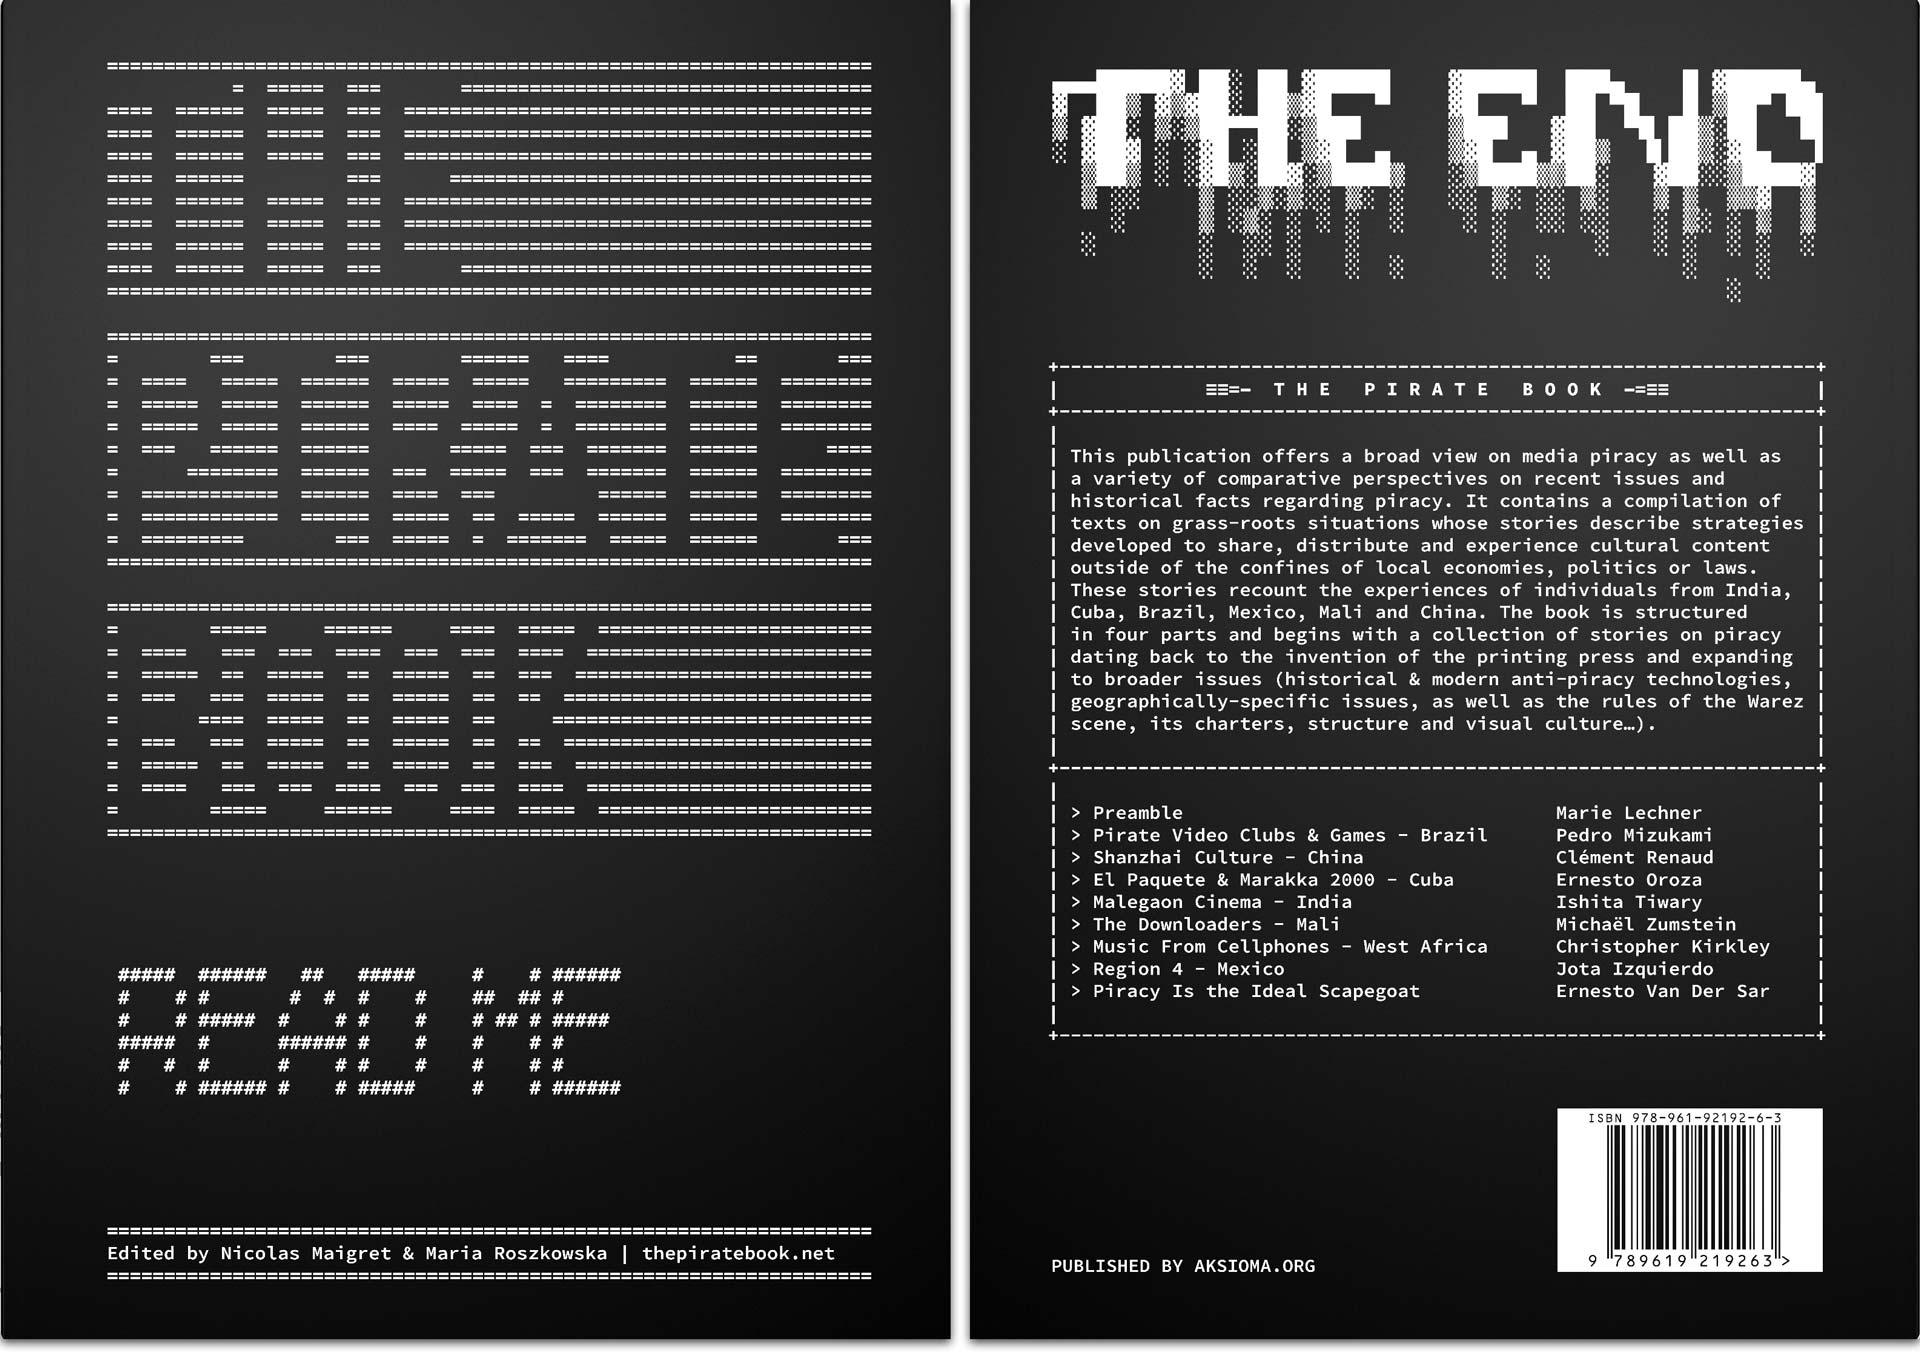 THE
PIRATE
BOOK
READ ME
Edited by Nicolas Maigret & Maria Roszkowska | thepiratebook.net
THE END
≡≡=- THE PIRATE BOOK -=≡≡
This publication offers a broad view on media piracy as well as
a variety of comparative perspectives on recent issues and
historical facts regarding piracy. It contains a compilation of
texts on grass-roots situations whose stories describe strategies
developed to share, distribute and experience cultural content
outside of the confines of local economies, politics or laws.
These stories recount the experiences of individuals from India,
Cuba, Brazil, Mexico, Mali and China. The book is structured
in four parts and begins with a collection of stories on piracy
dating back to the invention of the printing press and expanding
to broader issues (historical & modern anti-piracy technologies,
geographically-specific issues, as well as the rules of the Warez
scene, its charters, structure and visual culture…).
> Preamble Marie Lechner
> Pirate Video Clubs & Games - Brazil Pedro Mizukami
> Shanzhai Culture - China Clément Renaud
> El Paquete & Marakka 2000 - Cuba Ernesto Oroza
> Malegaon Cinema - India Ishita Tiwary
> The Downloaders - Mali Michaël Zumstein
> Music From Cellphones - West Africa Christopher Kirkley
> Region 4 - Mexico Jota Izquierdo
> Piracy Is the Ideal Scapegoat Ernesto Van Der Sar
ISBN 978-961-92192-6-3
9 789619 219263 >
PUBLISHED BY AKSIOMA.ORG